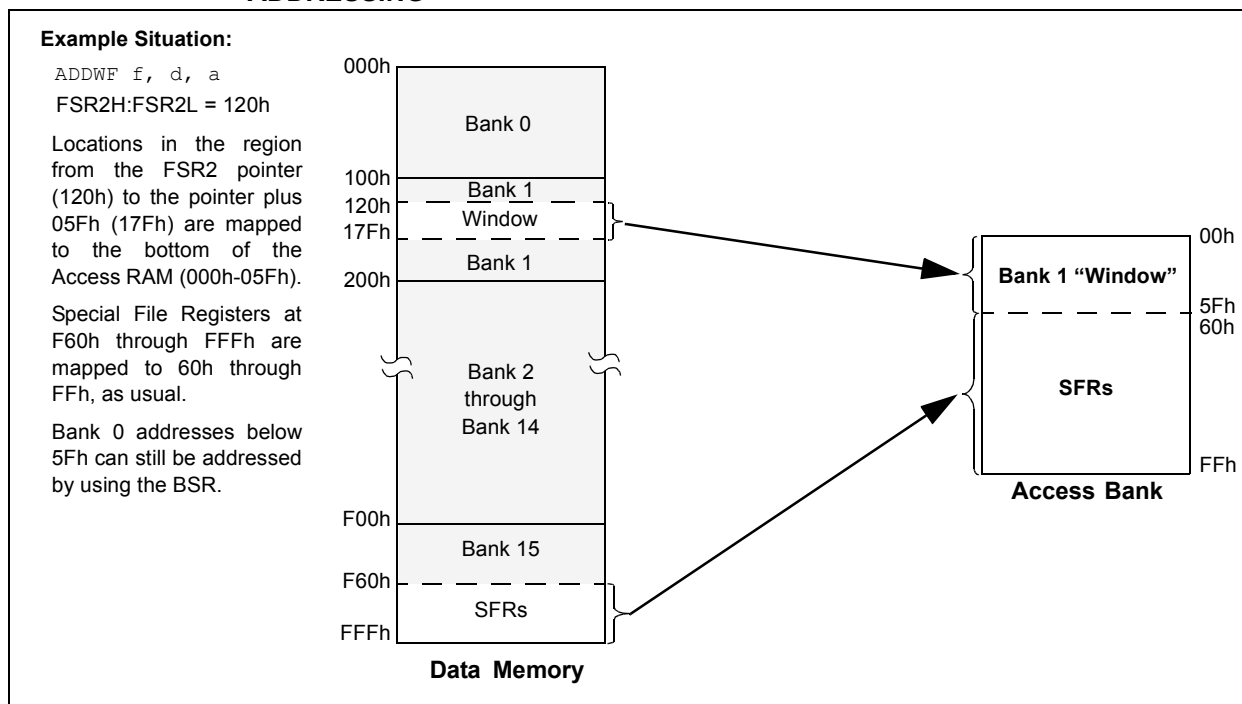 ADDRESSING
Example Situation:
ADDWF f, d, a
FSR2H:FSR2L = 120h
Locations in the region
from the FSR2 pointer
(120h) to the pointer plus
05Fh (17Fh) are mapped
to the bottom of the
Access RAM (000h-05Fh).
Special File Registers at
F60h through FFFh are
mapped to 60h through
FFh, as usual.
Bank 0 addresses below
5Fh can still be addressed
by using the BSR.
000h
Bank 0
100h
Bank 1
120h
Window
17Fh
Bank 1
200h
Bank 2
through
Bank 14
F00h
Bank 15
F60h
SFRs
FFFh
Data Memory
00h
Bank 1 “Window”
5Fh
60h
SFRs
FFh
Access Bank